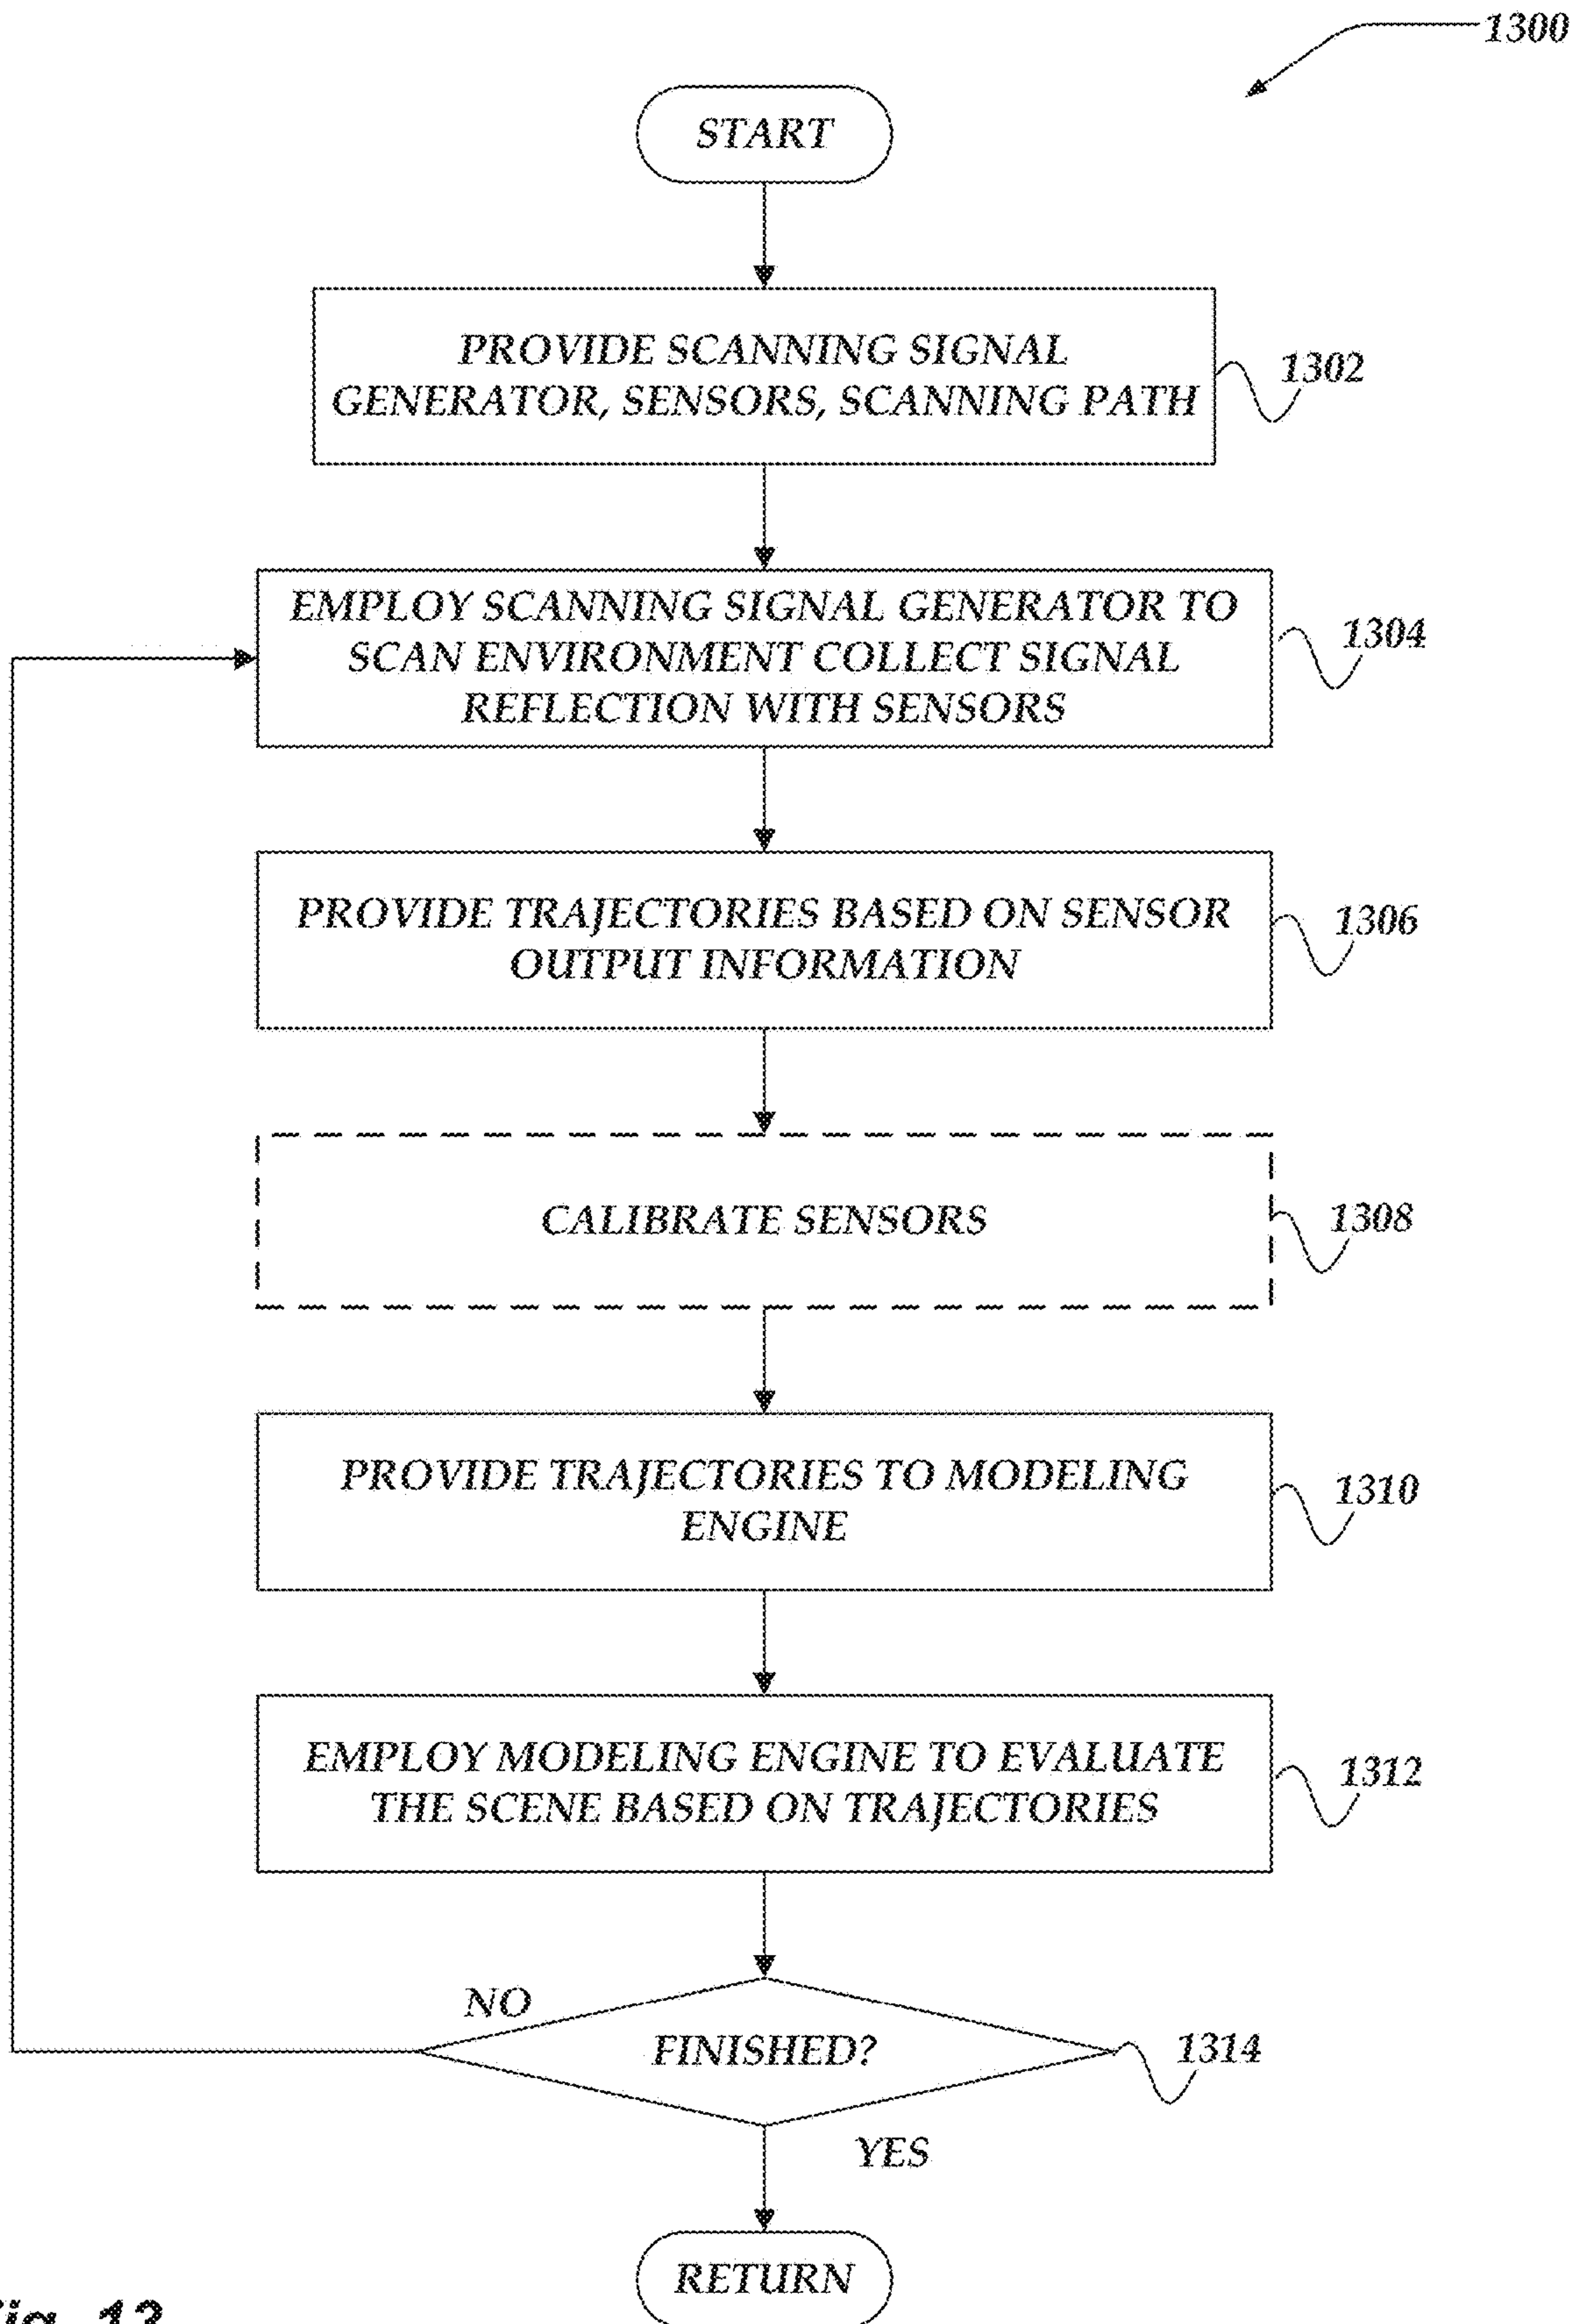 1300
START
PROVIDE SCANNING SIGNAL
GENERATOR, SENSORS, SCANNING PATH
1302
EMPLOY SCANNING SIGNAL GENERATOR TO
SCAN ENVIRONMENT COLLECT SIGNAL
REFLECTION WITH SENSORS
1304
PROVIDE TRAJECTORIES BASED ON SENSOR
OUTPUT INFORMATION
1306
CALIBRATE SENSORS
1308
PROVIDE TRAJECTORIES TO MODELING
ENGINE
1310
EMPLOY MODELING ENGINE TO EVALUATE
THE SCENE BASED ON TRAJECTORIES
1312
NO
FINISHED?
1314
YES
RETURN
Fig. 13